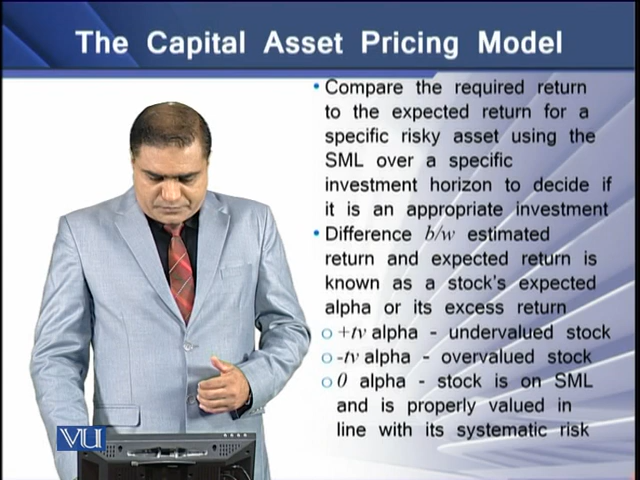 The Capital Asset Pricing Model
• Compare the required return
to the expected return for a
specific risky asset using the
SML over a specific
investment horizon to decide if
it is an appropriate investment
• Difference b/w estimated
return and expected return is
known as a stock's expected
alpha or its excess return
o +tv alpha - undervalued stock
o -tv alpha - overvalued stock
o 0 alpha - stock is on SML
and is properly valued in
line with its systematic risk
VU